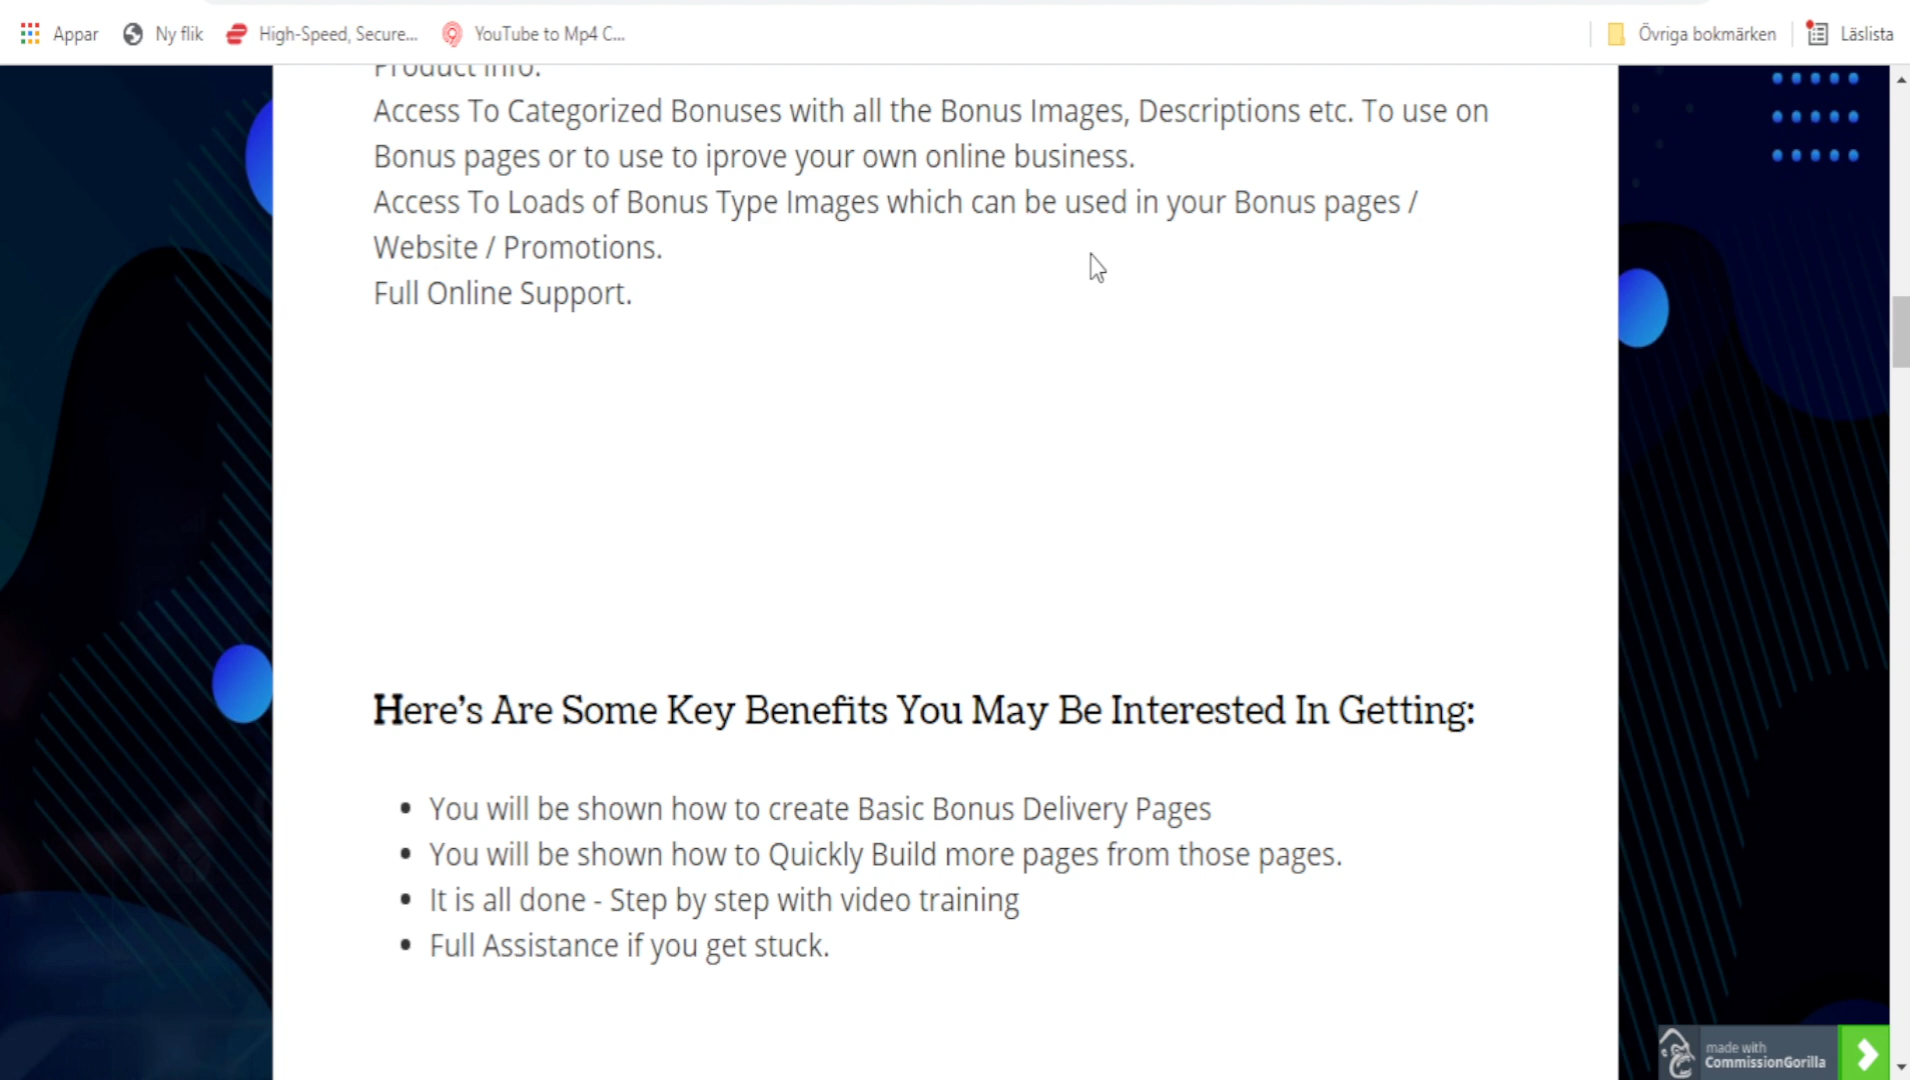 Appar
Ny flik
High-Speed, Secure...
YouTube to Mp4 C...
Övriga bokmärken
Läslista
Product Info.
Access To Categorized Bonuses with all the Bonus Images, Descriptions etc. To use on
Bonus pages or to use to iprove your own online business.
Access To Loads of Bonus Type Images which can be used in your Bonus pages /
Website / Promotions.
Full Online Support.
Here’s Are Some Key Benefits You May Be Interested In Getting:
• You will be shown how to create Basic Bonus Delivery Pages
• You will be shown how to Quickly Build more pages from those pages.
• It is all done - Step by step with video training
• Full Assistance if you get stuck.
made with
CommissionGorilla